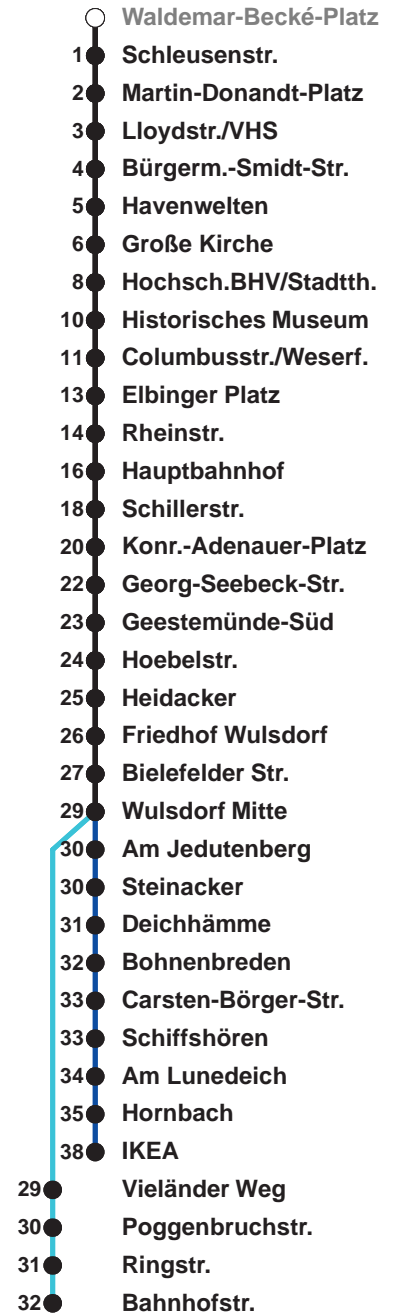 Waldemar-Becké-Platz
1 Schleusenstr.
2 Martin-Donandt-Platz
3 Lloydstr./VHS
4 Bürgerm.-Smidt-Str.
5 Havenwelten
6 Große Kirche
8 Hochsch.BHV/Stadtth.
10 Historisches Museum
11 Columbusstr./Weserf.
13 Elbinger Platz
14 Rheinstr.
16 Hauptbahnhof
18 Schillerstr.
20 Konr.-Adenauer-Platz
22 Georg-Seebeck-Str.
23 Geestemünde-Süd
24 Hoebelstr.
25 Heidacker
26 Friedhof Wulsdorf
27 Bielefelder Str.
29 Wulsdorf Mitte
30 Am Jedutenberg
30 Steinacker
31 Deichhämme
32 Bohnenbreden
33 Carsten-Börger-Str.
33 Schiffshören
34 Am Lunedeich
35 Hornbach
38 IKEA
29 Vieländer Weg
30 Poggenbruchstr.
31 Ringstr.
32 Bahnhofstr.